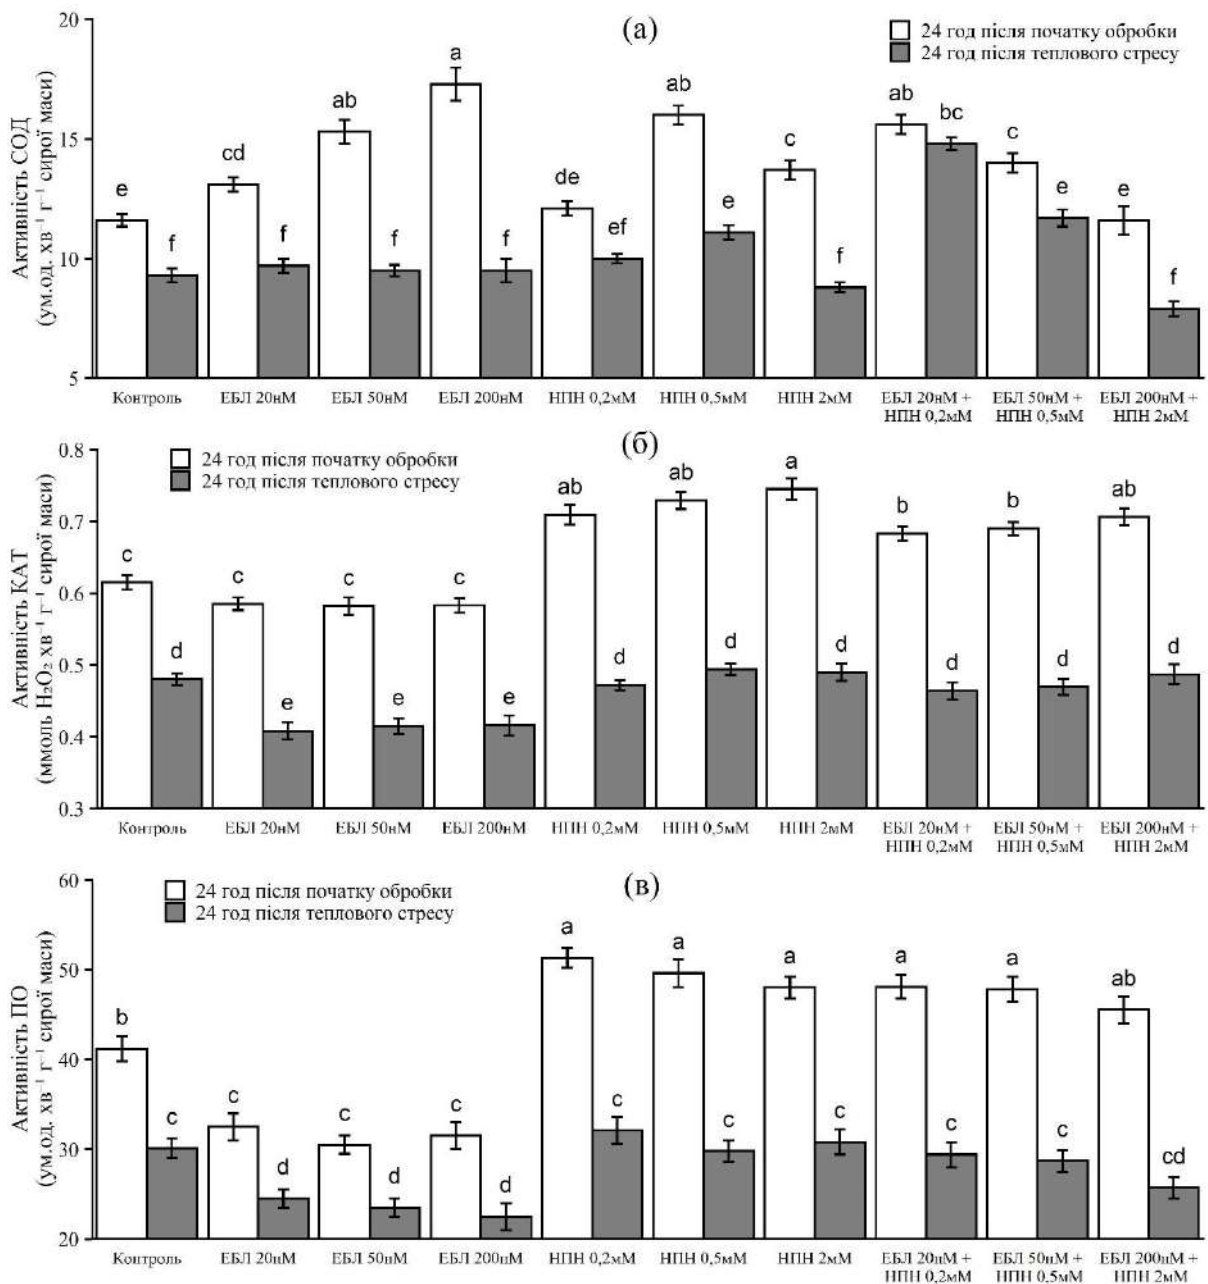 (а)
24 год після початку обробки
24 год після теплового стресу
Активність СОД
(ум.од. хв⁻¹ г⁻¹ сирої маси)
20
15
10
5
e f cd f ab f a f de ef ab e c f ab bc c e e f
Контроль ЕБЛ 20нМ ЕБЛ 50нМ ЕБЛ 200нМ НПН 0,2мМ НПН 0,5мМ НПН 2мМ ЕБЛ 20нМ + ЕБЛ 50нМ + ЕБЛ 200нМ +
НПН 0,2мМ НПН 0,5мМ НПН 2мМ
(б)
24 год після початку обробки
24 год після теплового стресу
Активність КАТ
(ммоль H₂O₂ хв⁻¹ г⁻¹ сирої маси)
0.8
0.7
0.6
0.5
0.4
0.3
c d c e c e c e ab d ab d a d b d b d ab d
Контроль ЕБЛ 20нМ ЕБЛ 50нМ ЕБЛ 200нМ НПН 0,2мМ НПН 0,5мМ НПН 2мМ ЕБЛ 20нМ + ЕБЛ 50нМ + ЕБЛ 200нМ +
НПН 0,2мМ НПН 0,5мМ НПН 2мМ
(в)
24 год після початку обробки
24 год після теплового стресу
Активність ПО
(ум.од. хв⁻¹ г⁻¹ сирої маси)
60
50
40
30
20
b c c d c d c d a c a c a c a c a c ab cd
Контроль ЕБЛ 20нМ ЕБЛ 50нМ ЕБЛ 200нМ НПН 0,2мМ НПН 0,5мМ НПН 2мМ ЕБЛ 20нМ + ЕБЛ 50нМ + ЕБЛ 200нМ +
НПН 0,2мМ НПН 0.5мМ НПН 2мМ